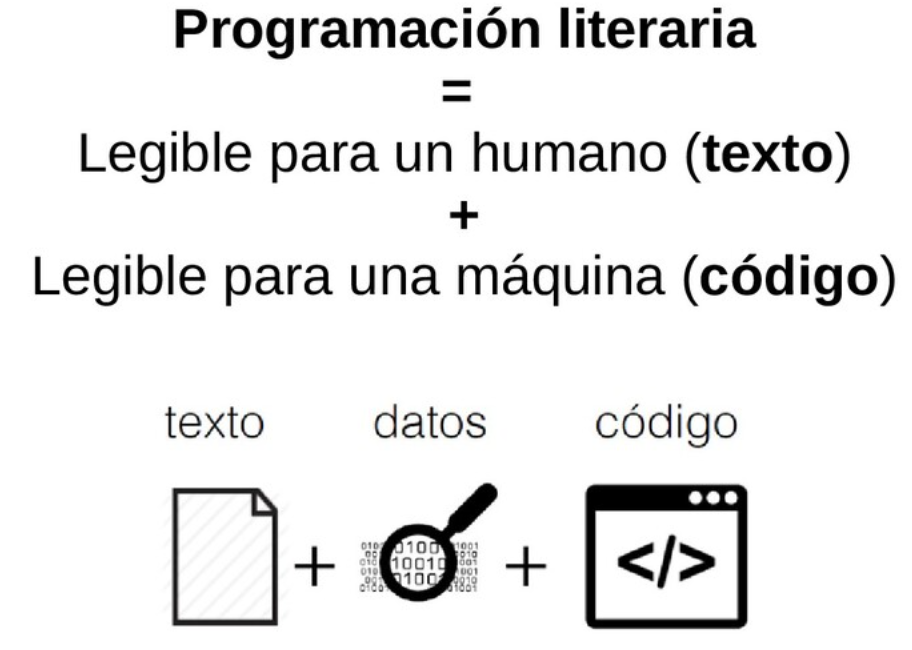 Programación literaria
=
Legible para un humano (texto)
+
Legible para una máquina (código)
texto datos código
+ +
</>